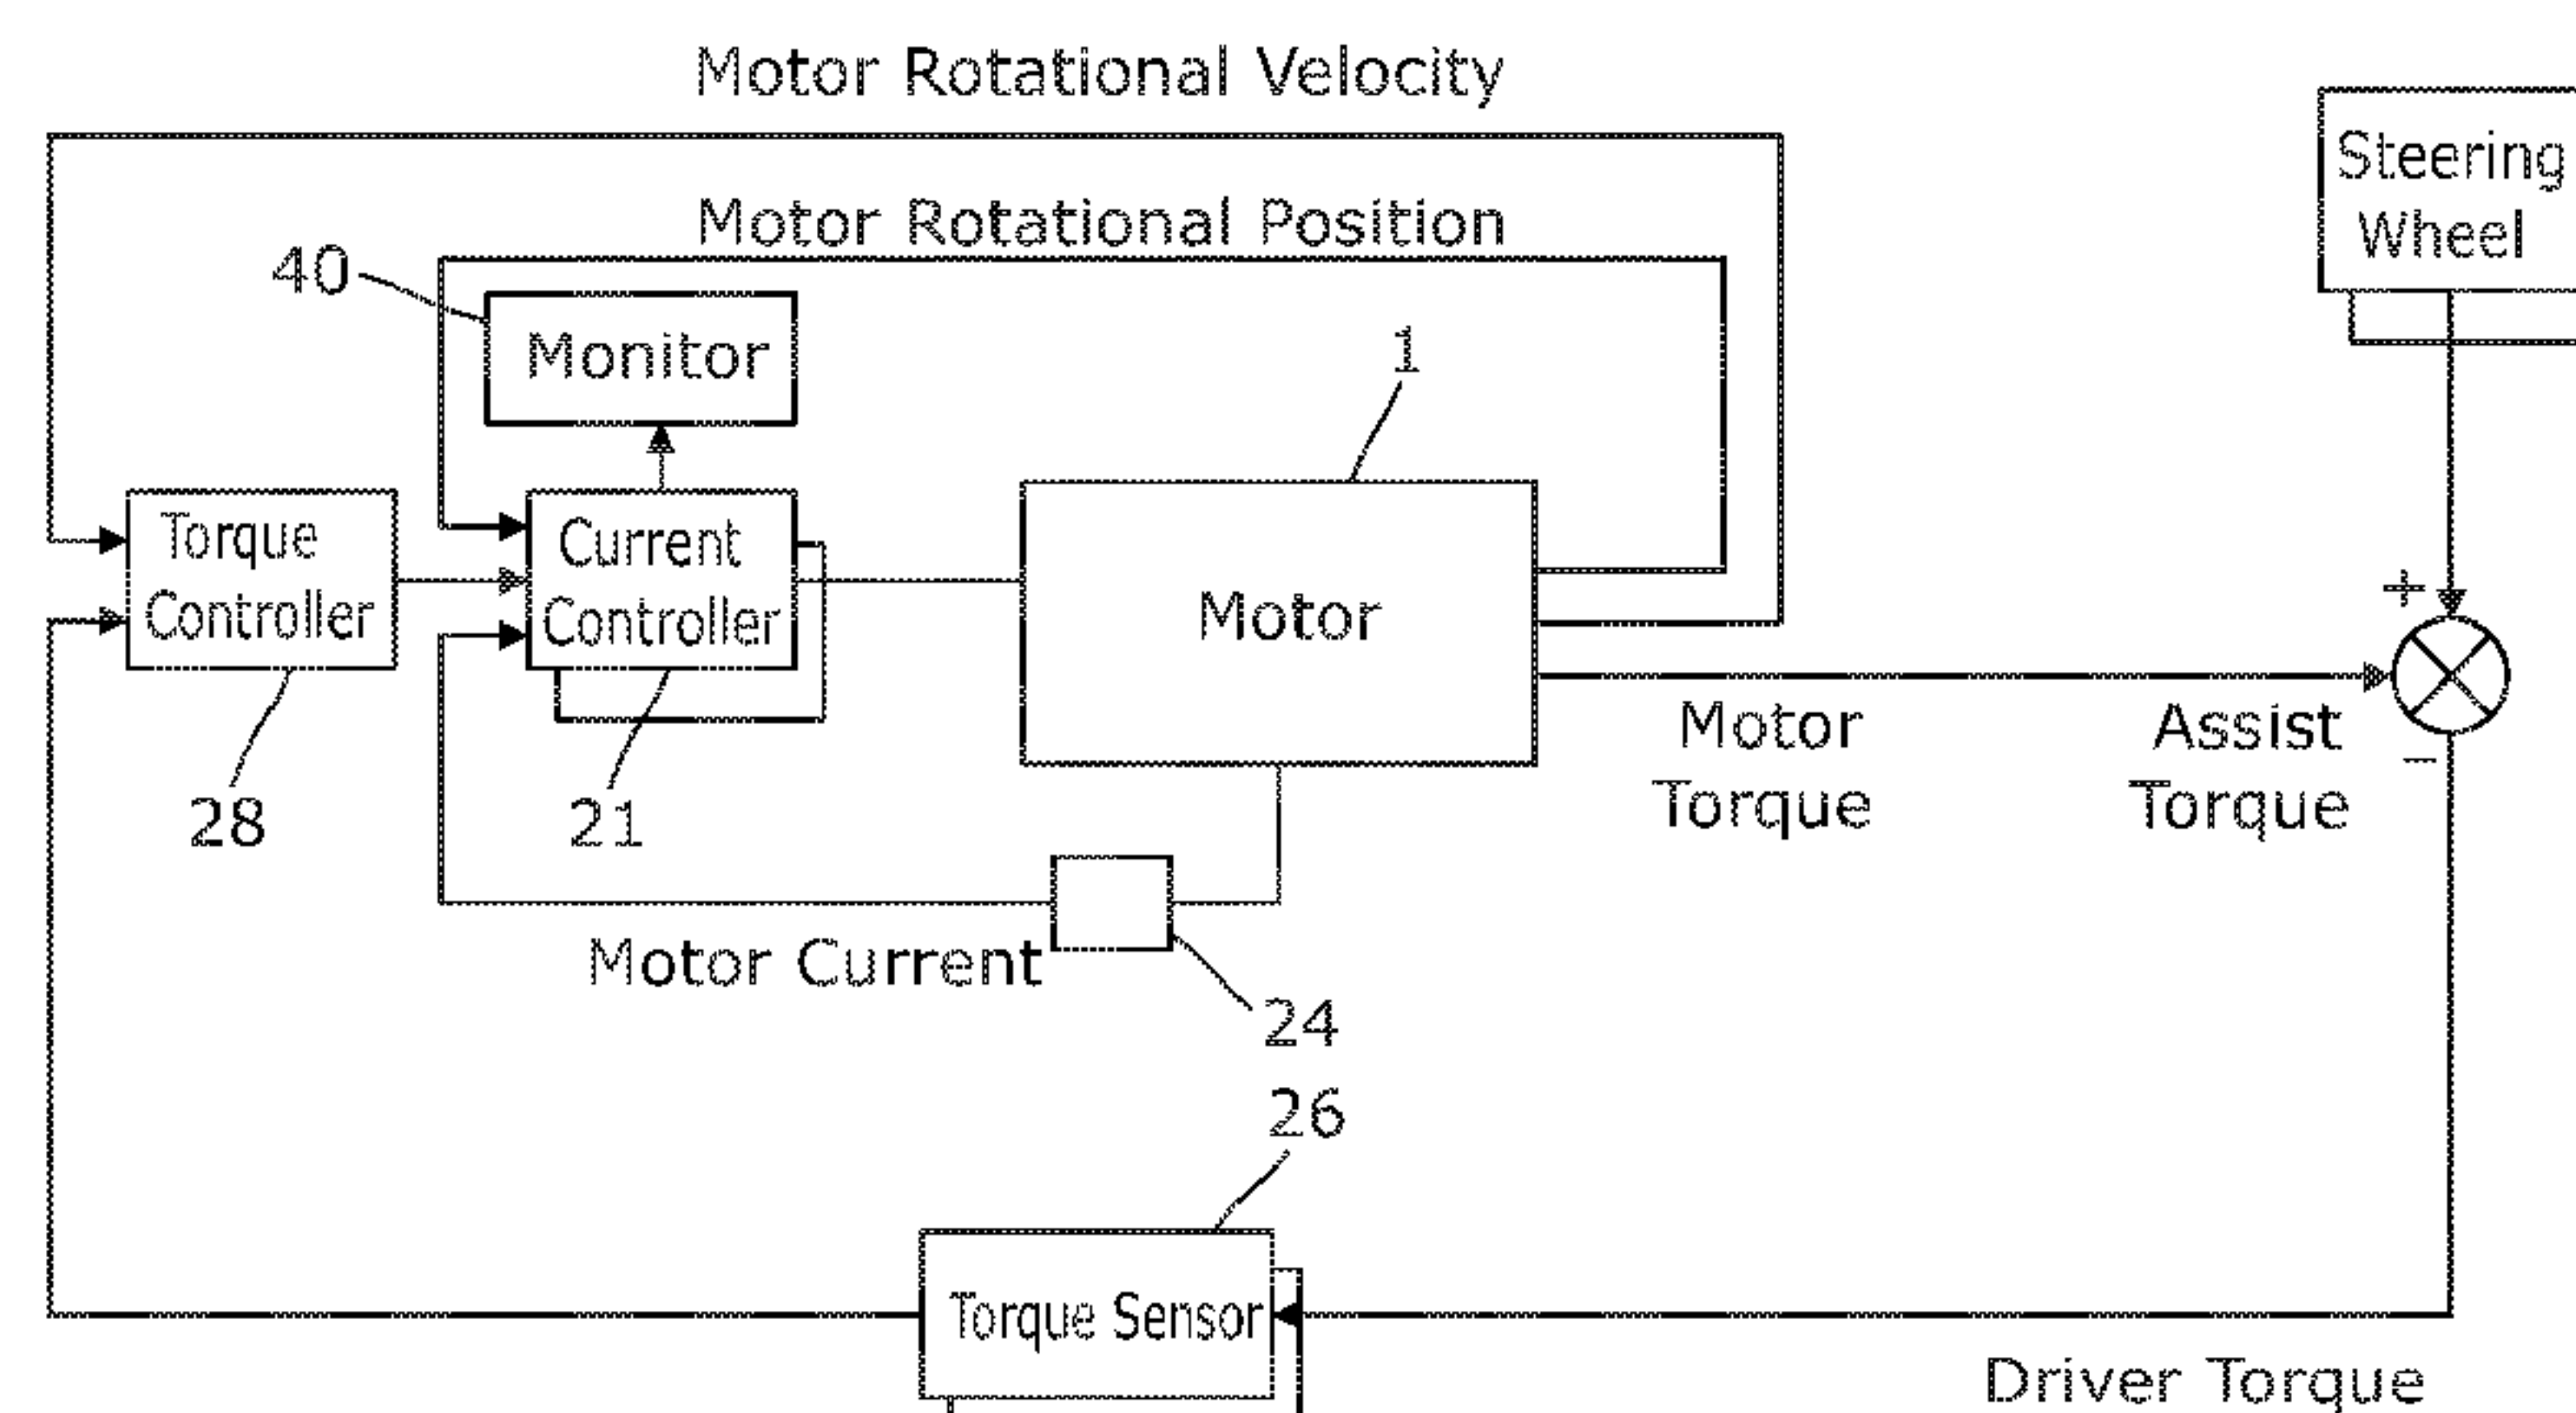 Motor Rotational Velocity
Steering
Wheel
Motor Rotational Position
40
Monitor
1
Torque
Controller
Current
Controller
Motor
+
−
28
21
Motor
Torque
Assist
Torque
Motor Current
24
26
Torque Sensor
Driver Torque